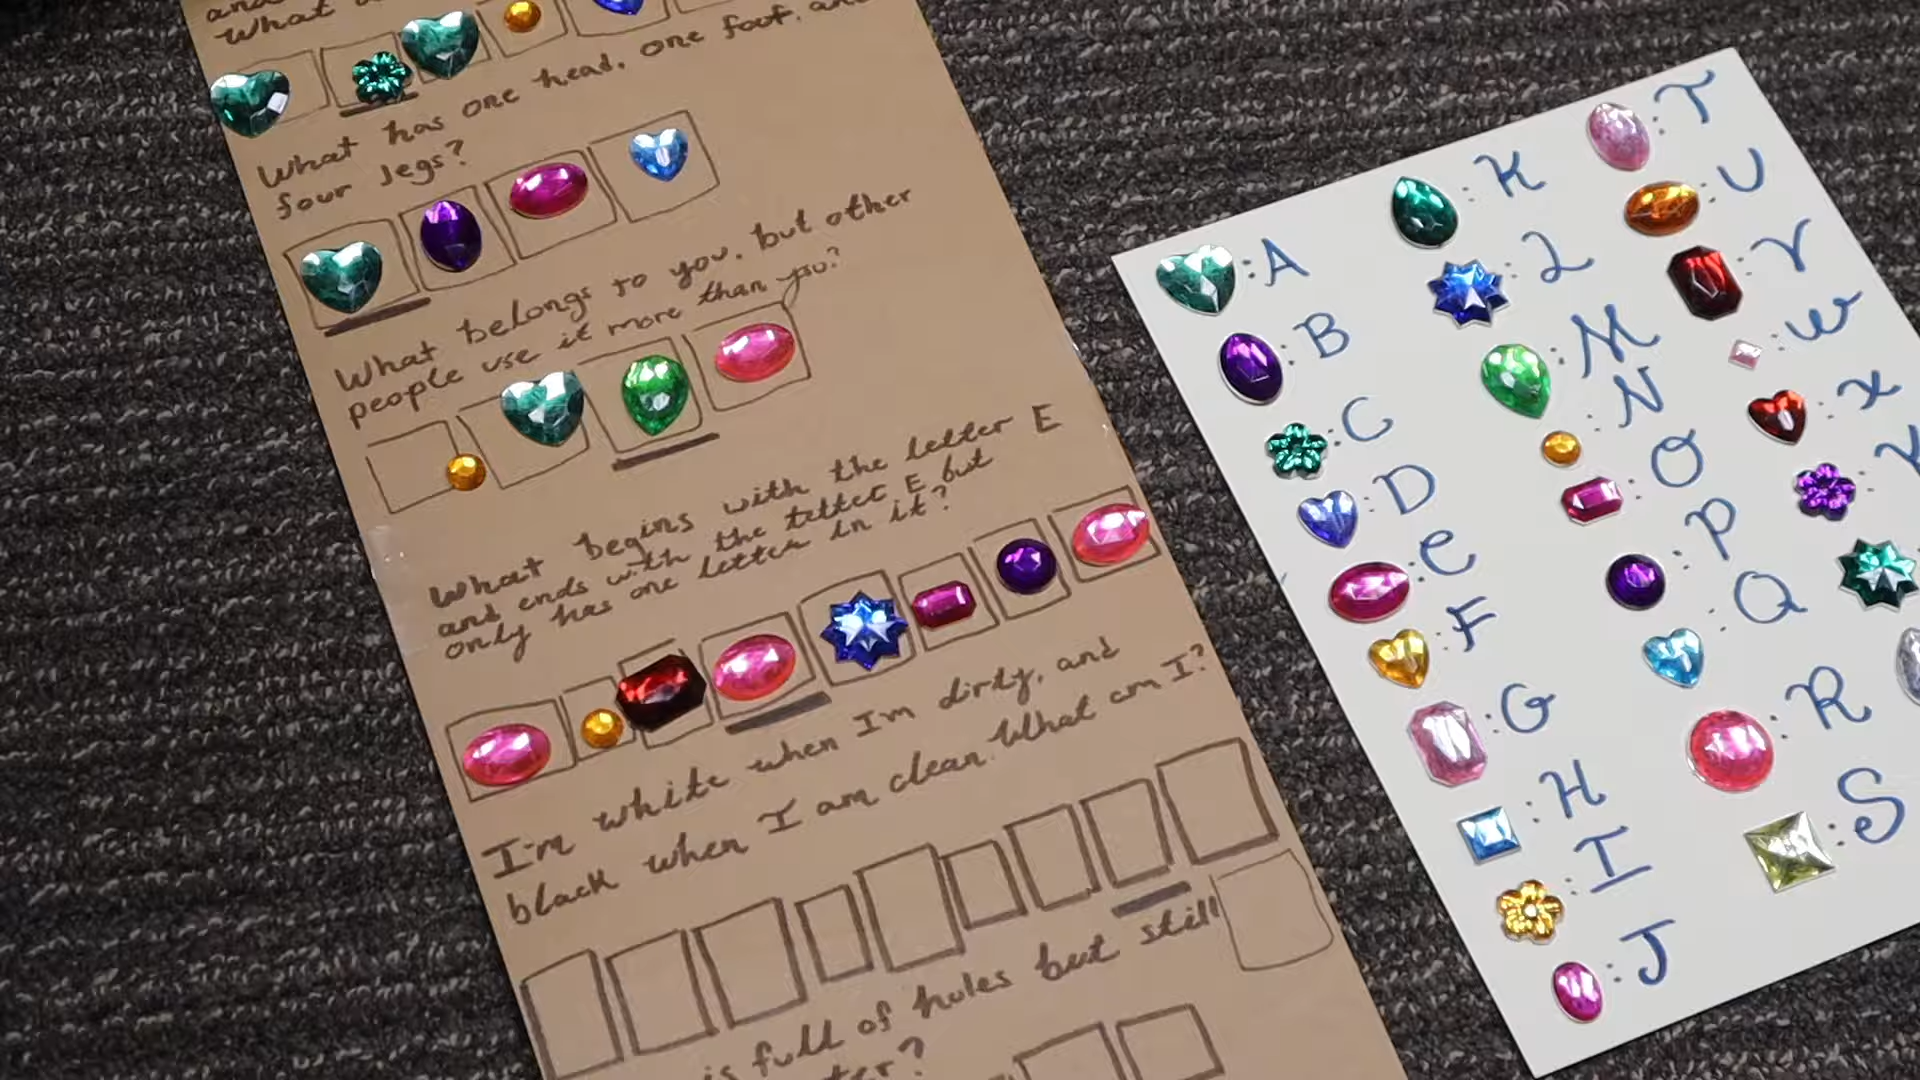 What has one head, one foot, and
four legs?
What belongs to you, but other
people use it more than you?
What begins with the letter E
and ends with the letter E but
only has one letter in it?
I'm white when I'm dirty, and
black when I am clean. What am I?
is full of holes but still
A
B
C
D
e
F
G
H
I
J
K
L
M
N
O
P
Q
R
S
T
U
V
W
X